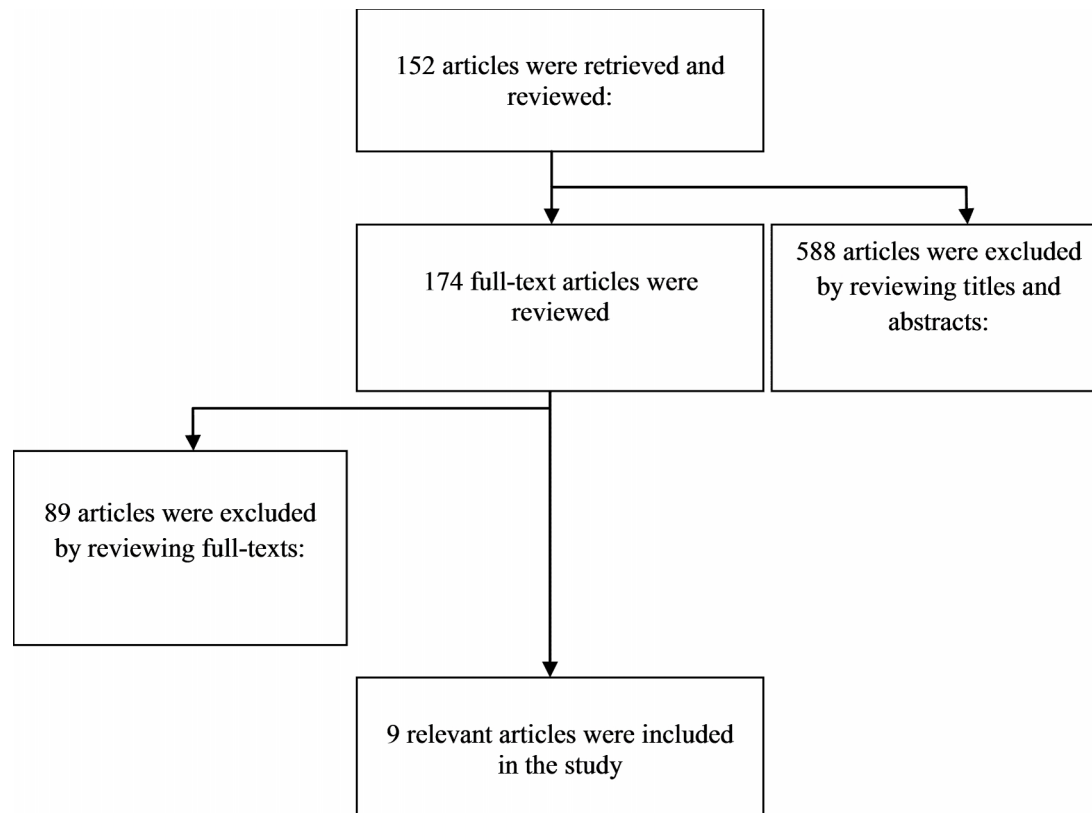 152 articles were retrieved and
reviewed:
174 full-text articles were
reviewed
588 articles were excluded
by reviewing titles and
abstracts:
89 articles were excluded
by reviewing full-texts:
9 relevant articles were included
in the study